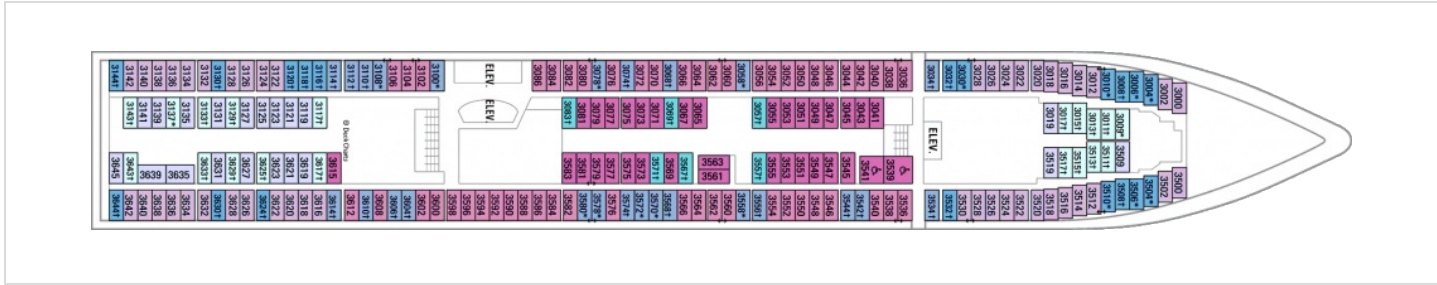 3144† 3142 3140 3138 3136 3134 3132 3130† 3128 3126 3124 3122 3120† 3118† 3116† 3114† 3112† 3110† 3108* 3106 3104 3102 3100*
ELEV.
3086 3084 3082 3080 3078* 3076 3074† 3072 3070 3068† 3066 3064 3062 3060 3058* 3056 3054 3052 3050 3048 3046 3044 3042 3040 3038 3036
3034† 3032† 3030* 3028 3026 3024 3022 3020 3018 3016 3014 3012 3010* 3008† 3006* 3004* 3002 3000
3143† 3141 3139 3137* 3135 3133† 3131 3129† 3127 3125 3123 3121 3119 3117†
© Deck Chartz
ELEV.
3083† 3081 3079 3077 3075 3073 3071 3069† 3067 3065
3057† 3055 3053 3051 3049 3047 3045 3043 3041
ELEV.
3019 3017† 3015† 3013† 3011† 3009*
3645 3643† 3639 3635 3633† 3631 3629† 3627 3625† 3623 3621 3619 3617† 3615
3583 3581 3579 3577 3575 3573 3571† 3569 3567† 3563
3561
3557† 3555 3553 3551 3549 3547 3545 3541 3539
3519 3517† 3515† 3513† 3511† 3509
3644† 3642 3640 3638 3636 3634 3632 3630† 3628 3626 3624† 3622 3620 3618 3616 3614† 3612 3610† 3608 3606† 3604† 3602 3600 3598 3596 3594 3592 3590 3588 3586 3584 3582 3580* 3578* 3576 3574† 3572* 3570* 3568† 3566 3564 3562 3560 3558* 3556† 3554 3552 3550 3548 3546 3544† 3542† 3540 3538 3536
3534† 3532† 3530 3528 3526 3524 3522 3520 3518 3516 3514 3512 3510* 3508† 3506* 3504* 3502 3500